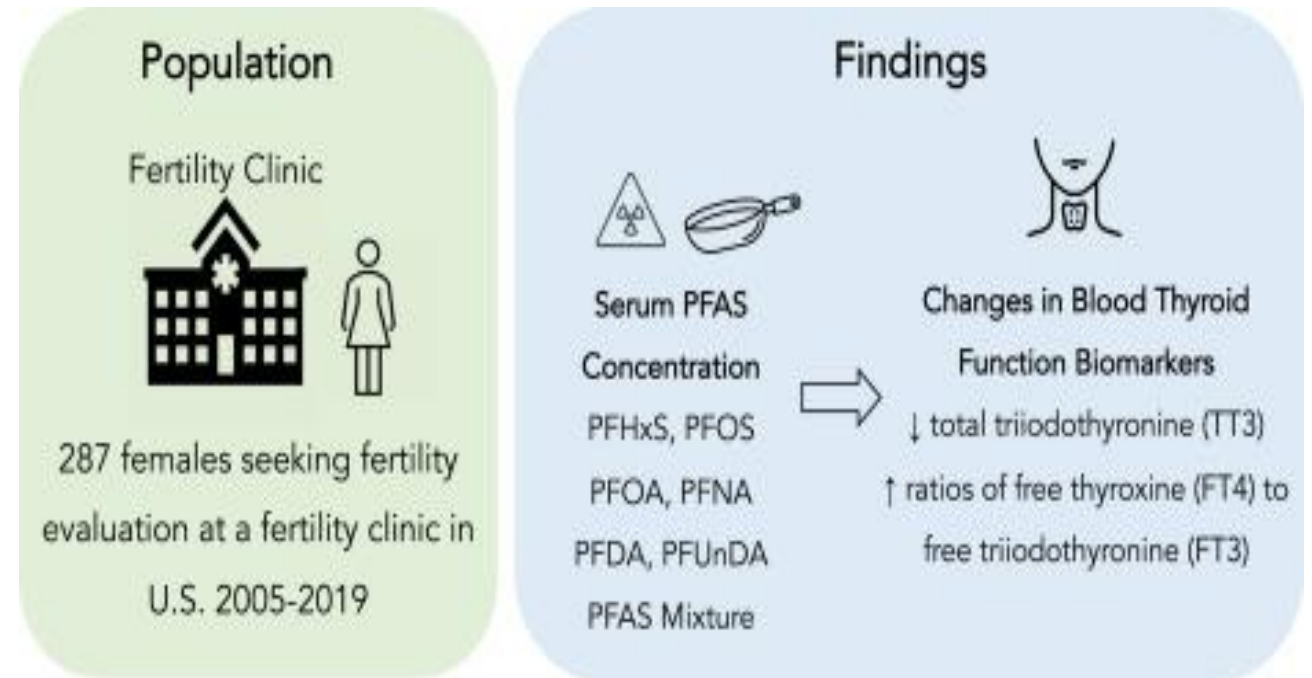 Population
Fertility Clinic
287 females seeking fertility
evaluation at a fertility clinic in
U.S. 2005-2019
Findings
Serum PFAS
Concentration
PFHxS, PFOS
PFOA, PFNA
PFDA, PFUnDA
PFAS Mixture
Changes in Blood Thyroid
Function Biomarkers
↓ total triiodothyronine (TT3)
↑ ratios of free thyroxine (FT4) to
free triiodothyronine (FT3)